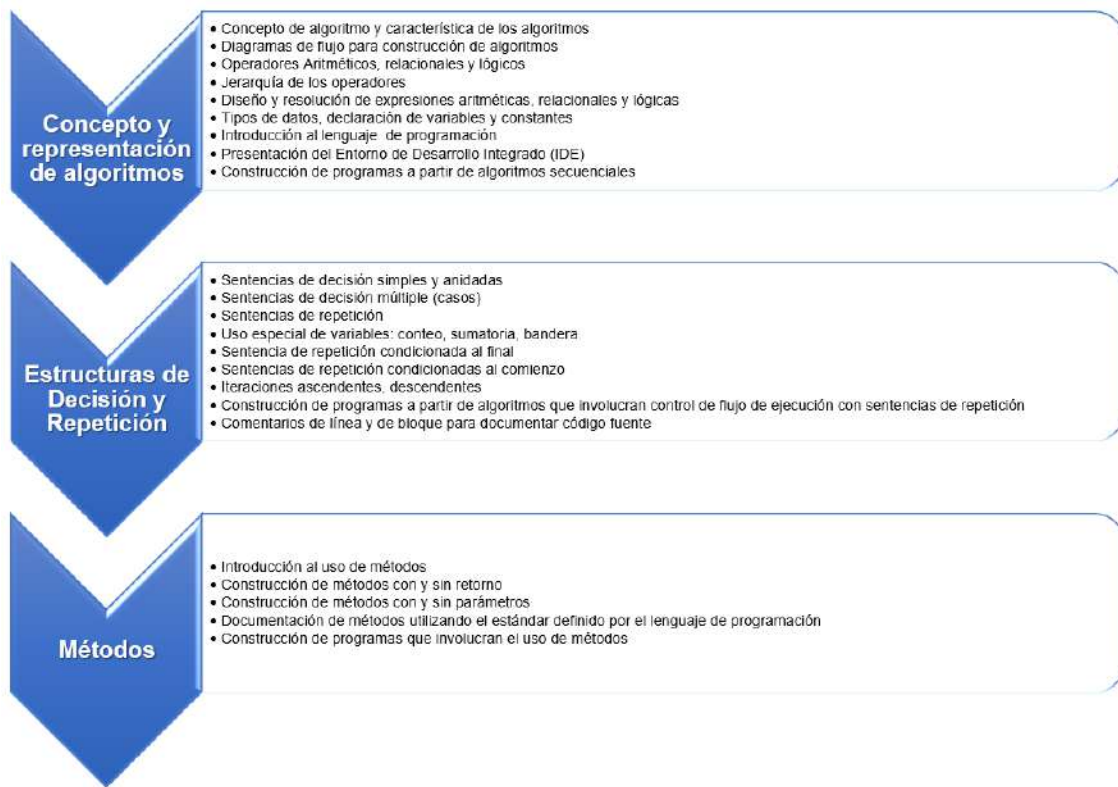 Concepto y
representación
de algoritmos
• Concepto de algoritmo y característica de los algoritmos
• Diagramas de flujo para construcción de algoritmos
• Operadores Aritméticos, relacionales y lógicos
• Jerarquía de los operadores
• Diseño y resolución de expresiones aritméticas, relacionales y lógicas
• Tipos de datos, declaración de variables y constantes
• Introducción al lenguaje de programación
• Presentación del Entorno de Desarrollo Integrado (IDE)
• Construcción de programas a partir de algoritmos secuenciales
Estructuras de
Decisión y
Repetición
• Sentencias de decisión simples y anidadas
• Sentencias de decisión múltiple (casos)
• Sentencias de repetición
• Uso especial de variables: conteo, sumatoria, bandera
• Sentencia de repetición condicionada al final
• Sentencias de repetición condicionadas al comienzo
• Iteraciones ascendentes, descendentes
• Construcción de programas a partir de algoritmos que involucran control de flujo de ejecución con sentencias de repetición
• Comentarios de línea y de bloque para documentar código fuente
Métodos
• Introducción al uso de métodos
• Construcción de métodos con y sin retorno
• Construcción de métodos con y sin parámetros
• Documentación de métodos utilizando el estándar definido por el lenguaje de programación
• Construcción de programas que involucran el uso de métodos